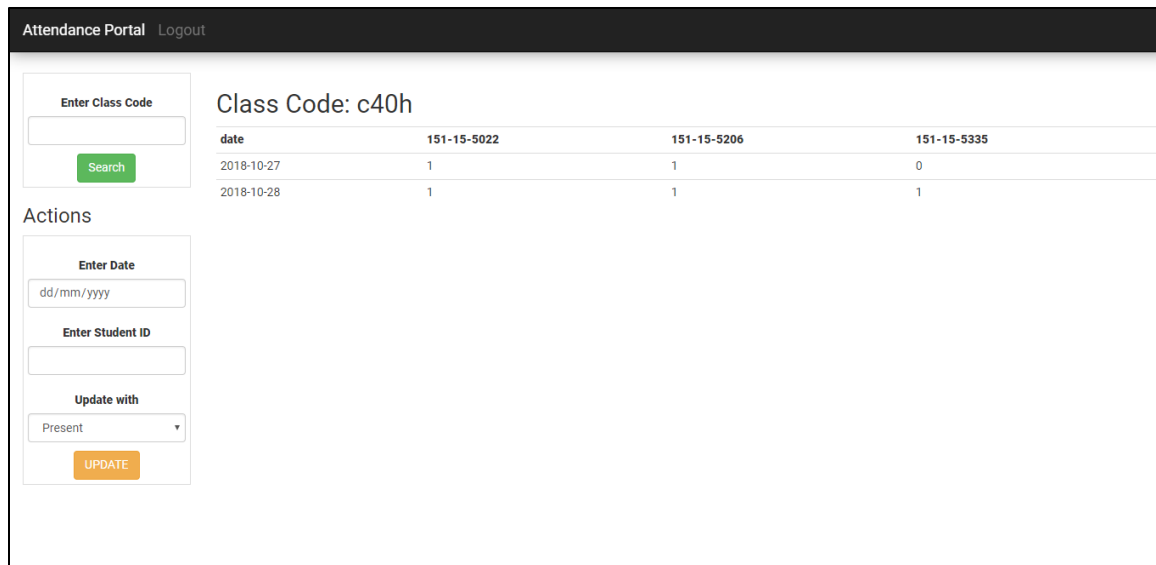 Attendance Portal Logout
Enter Class Code
Search
Actions
Enter Date
dd/mm/yyyy
Enter Student ID
Update with
Present
UPDATE
Class Code: c40h
date 151-15-5022 151-15-5206 151-15-5335
2018-10-27 1 1 0
2018-10-28 1 1 1